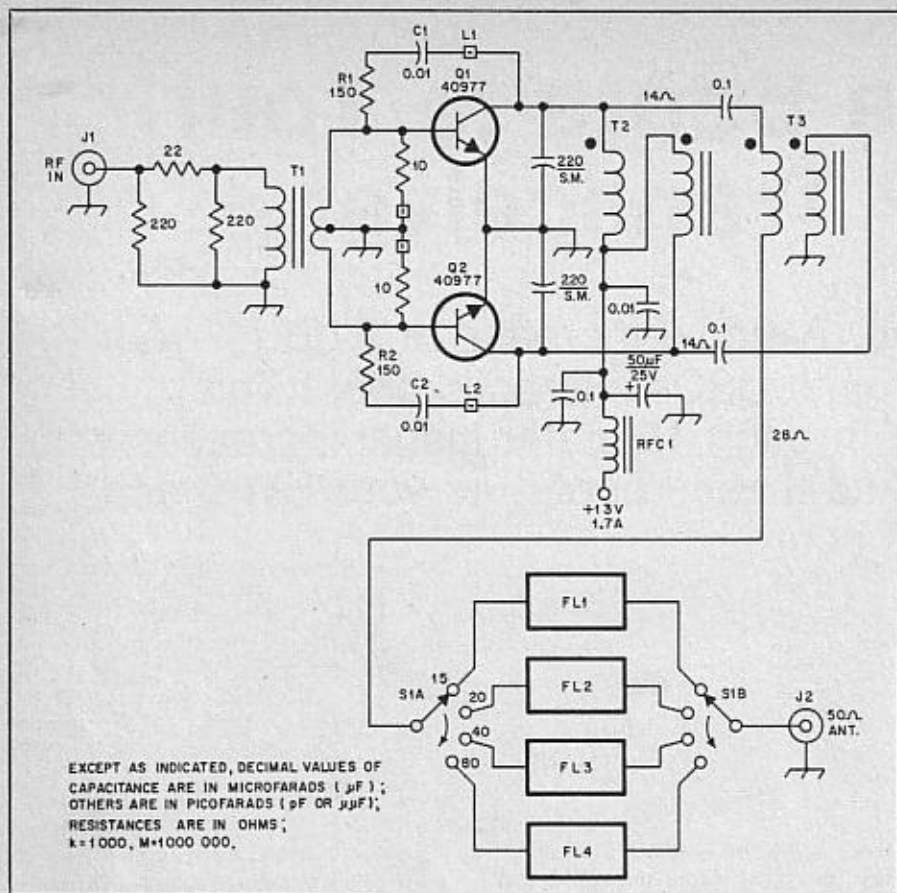 C1
0.01
L1
R1
150
Q1
40977
J1
RF
IN
22
220
220
T1
10
10
220
S.M.
220
S.M.
T2
14Ω
0.1
T3
Q2
40977
R2
150
C2
0.01
L2
0.01
14Ω
0.1
50µF
25V
+
0.1
RFC1
28Ω
+13V
1.7A
FL1
FL2
FL3
FL4
15
20
40
80
S1A
S1B
J2
50Ω
ANT.
EXCEPT AS INDICATED, DECIMAL VALUES OF
CAPACITANCE ARE IN MICROFARADS ( µF ) ;
OTHERS ARE IN PICOFARADS ( pF OR µµF);
RESISTANCES ARE IN OHMS ;
k=1000, M=1000 000.